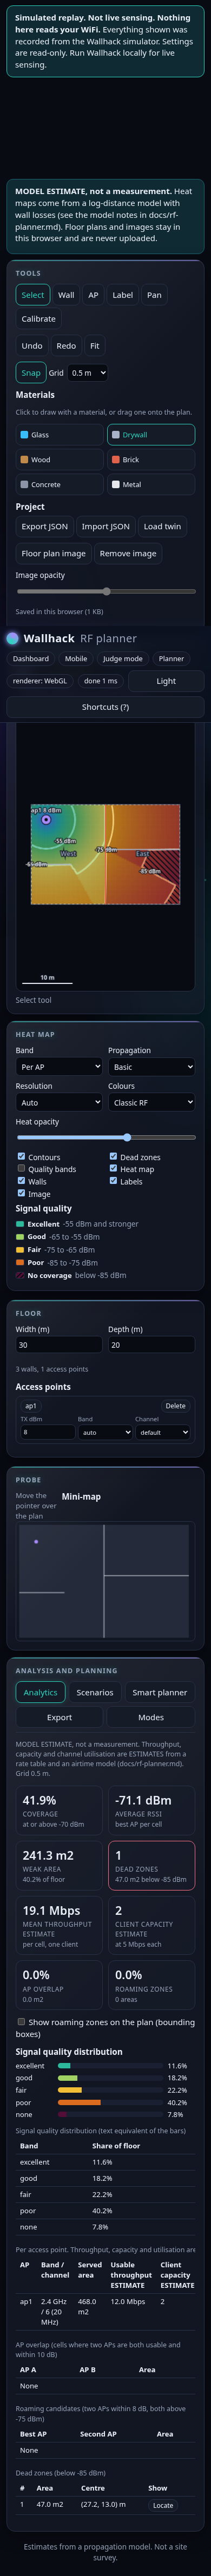 Simulated replay. Not live sensing. Nothing
here reads your WiFi. Everything shown was
recorded from the Wallhack simulator. Settings
are read-only. Run Wallhack locally for live
sensing.
MODEL ESTIMATE, not a measurement. Heat
maps come from a log-distance model with
wall losses (see the model notes in docs/rf-
planner.md). Floor plans and images stay in
this browser and are never uploaded.
TOOLS
Select Wall AP Label Pan
Calibrate
Undo Redo Fit
Snap Grid 0.5 m
Materials
Click to draw with a material, or drag one onto the plan.
Glass Drywall
Wood Brick
Concrete Metal
Project
Export JSON Import JSON Load twin
Floor plan image Remove image
Image opacity
Saved in this browser (1 KB)
Wallhack RF planner
Dashboard Mobile Judge mode Planner
renderer: WebGL done 1 ms Light
Shortcuts (?)
ap1 8 dBm
-55 dBm
West -75 dBm East
-65 dBm
-85 dBm
10 m
Select tool
HEAT MAP
Band Propagation
Per AP Basic
Resolution Colours
Auto Classic RF
Heat opacity
Contours Dead zones
Quality bands Heat map
Walls Labels
Image
Signal quality
Excellent -55 dBm and stronger
Good -65 to -55 dBm
Fair -75 to -65 dBm
Poor -85 to -75 dBm
No coverage below -85 dBm
FLOOR
Width (m) Depth (m)
30 20
3 walls, 1 access points
Access points
ap1 Delete
TX dBm Band Channel
8 auto default
PROBE
Move the
pointer over
the plan
Mini-map
ANALYSIS AND PLANNING
Analytics Scenarios Smart planner
Export Modes
MODEL ESTIMATE, not a measurement. Throughput,
capacity and channel utilisation are ESTIMATES from a
rate table and an airtime model (docs/rf-planner.md).
Grid 0.5 m.
41.9% -71.1 dBm
COVERAGE AVERAGE RSSI
at or above -70 dBm best AP per cell
241.3 m2 1
WEAK AREA DEAD ZONES
40.2% of floor 47.0 m2 below -85 dBm
19.1 Mbps 2
MEAN THROUGHPUT CLIENT CAPACITY
ESTIMATE ESTIMATE
per cell, one client at 5 Mbps each
0.0% 0.0%
AP OVERLAP ROAMING ZONES
0.0 m2 0 areas
Show roaming zones on the plan (bounding
boxes)
Signal quality distribution
excellent 11.6%
good 18.2%
fair 22.2%
poor 40.2%
none 7.8%
Signal quality distribution (text equivalent of the bars)
Band Share of floor
excellent 11.6%
good 18.2%
fair 22.2%
poor 40.2%
none 7.8%
Per access point. Throughput, capacity and utilisation are
AP Band / Served Usable Client
channel area throughput capacity
ESTIMATE ESTIMATE
ap1 2.4 GHz 468.0 12.0 Mbps 2
/ 6 (20 m2
MHz)
AP overlap (cells where two APs are both usable and
within 10 dB)
AP A AP B Area
None
Roaming candidates (two APs within 8 dB, both above
-75 dBm)
Best AP Second AP Area
None
Dead zones (below -85 dBm)
# Area Centre Show
1 47.0 m2 (27.2, 13.0) m Locate
Estimates from a propagation model. Not a site
survey.